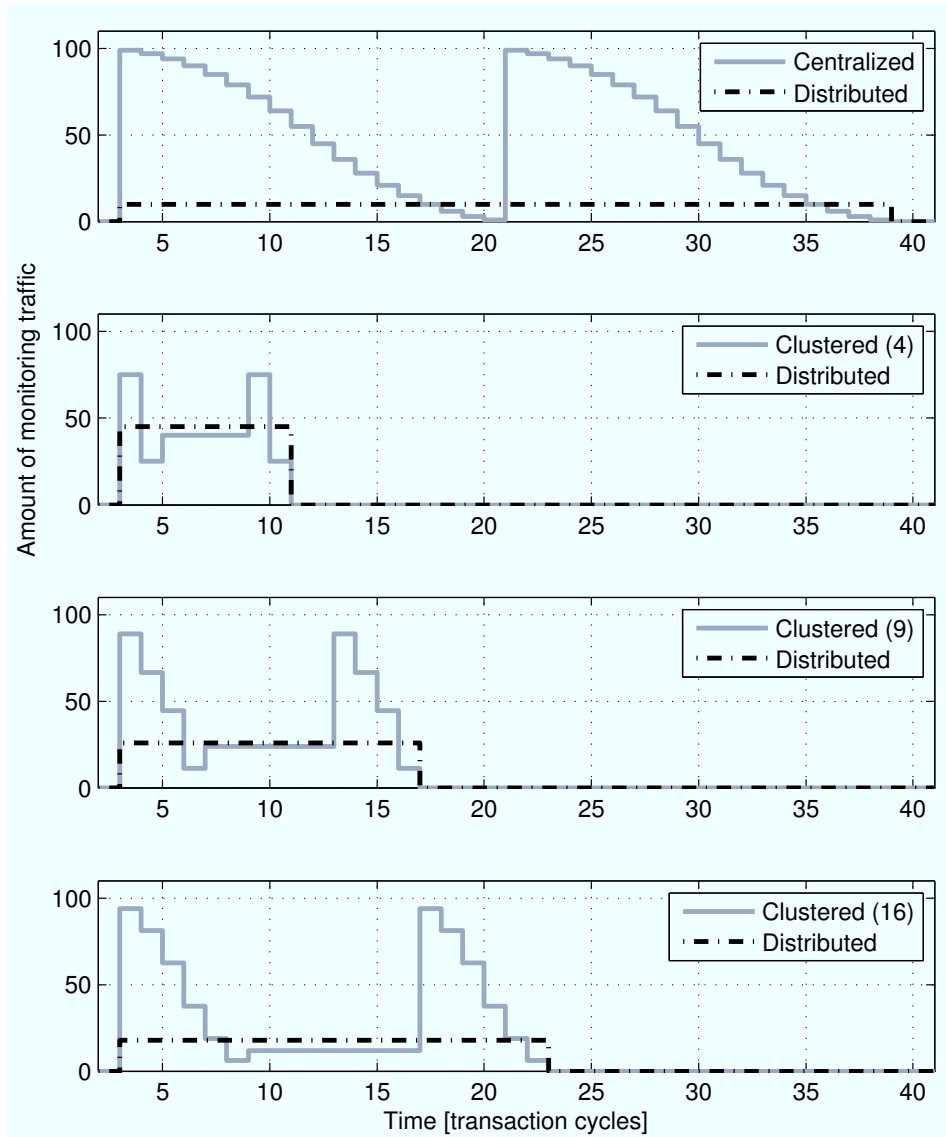 100
50
0
Centralized
Distributed
5 10 15 20 25 30 35 40
Amount of monitoring traffic
100
50
0
Clustered (4)
Distributed
5 10 15 20 25 30 35 40
100
50
0
Clustered (9)
Distributed
5 10 15 20 25 30 35 40
100
50
0
Clustered (16)
Distributed
5 10 15 20 25 30 35 40
Time [transaction cycles]